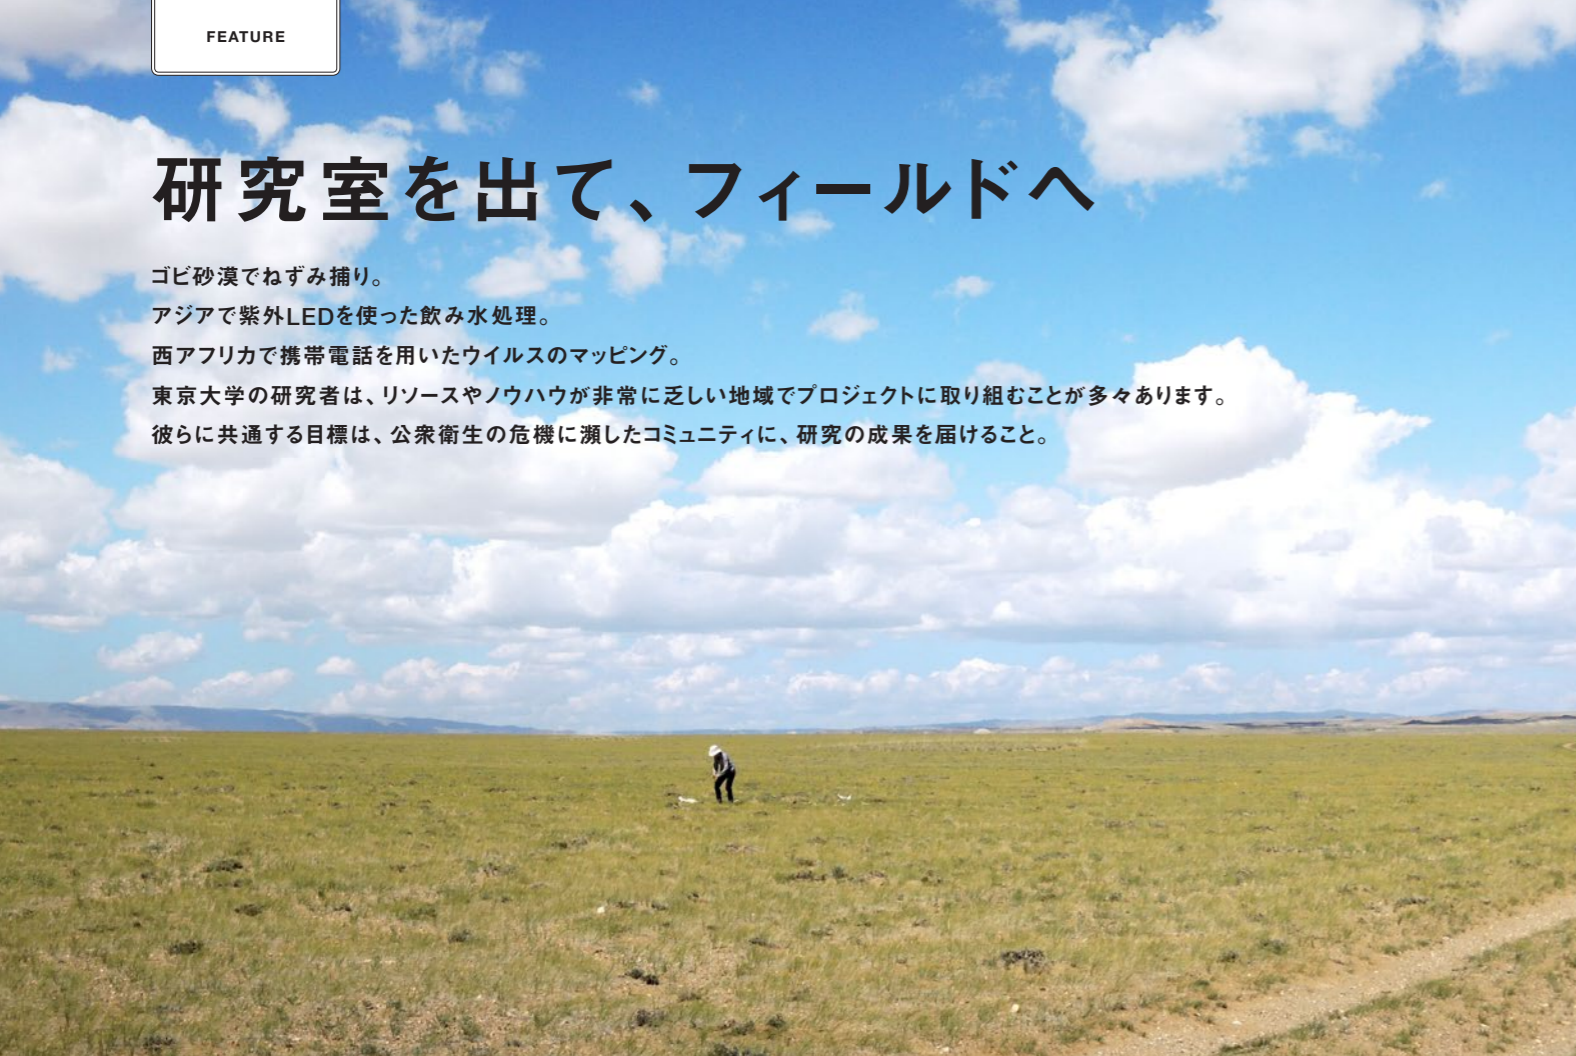 FEATURE
研究室を出て、フィールドへ
ゴビ砂漠でねずみ捕り。
アジアで紫外LEDを使った飲み水処理。
西アフリカで携帯電話を用いたウイルスのマッピング。
東京大学の研究者は、リソースやノウハウが非常に乏しい地域でプロジェクトに取り組むことが多々あります。
彼らに共通する目標は、公衆衛生の危機に瀕したコミュニティに、研究の成果を届けること。